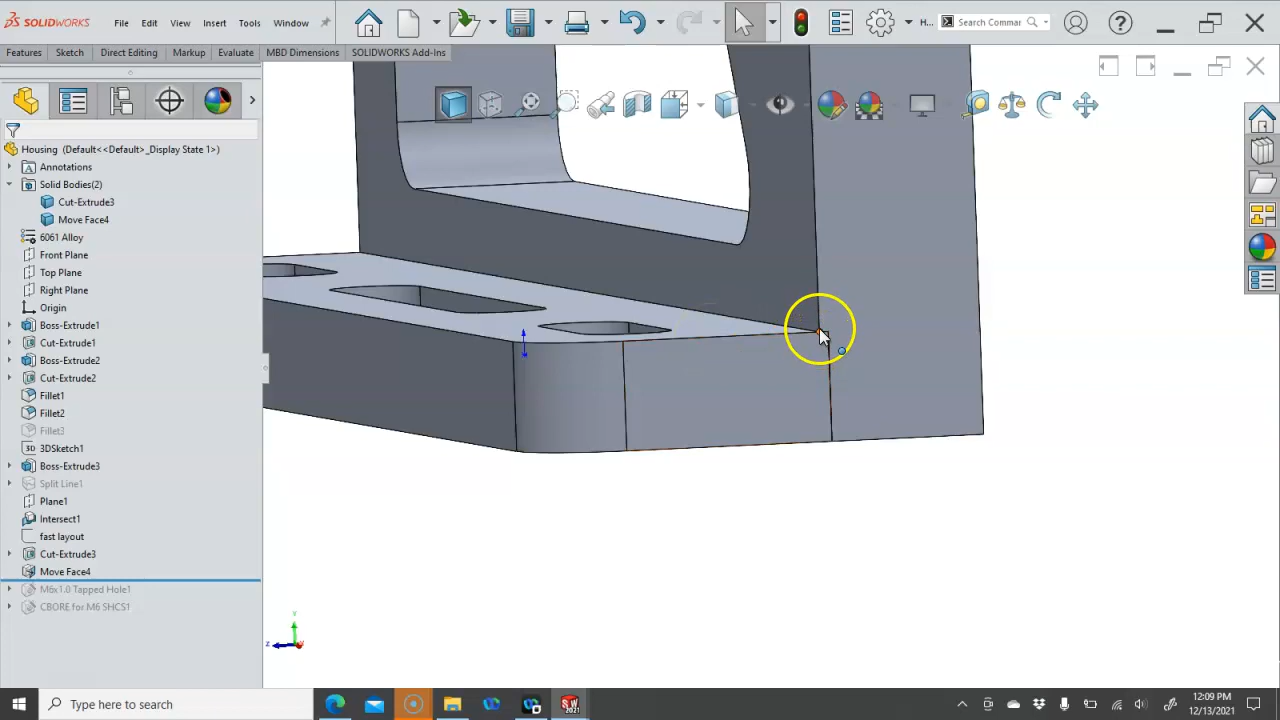 SOLIDWORKS File Edit View Insert Tools Window H... Search Commar
Features Sketch Direct Editing Markup Evaluate MBD Dimensions SOLIDWORKS Add-Ins
Housing (Default<<Default>_Display State 1>)
Annotations
Solid Bodies(2)
Cut-Extrude3
Move Face4
6061 Alloy
Front Plane
Top Plane
Right Plane
Origin
Boss-Extrude1
Cut-Extrude1
Boss-Extrude2
Cut-Extrude2
Fillet1
Fillet2
Fillet3
3D 3DSketch1
Boss-Extrude3
Split Line1
Plane1
Intersect1
fast layout
Cut-Extrude3
Move Face4
M6x1.0 Tapped Hole1
CBORE for M6 SHCS1
Y
Z
Type here to search
SW
2021
12:09 PM
12/13/2021